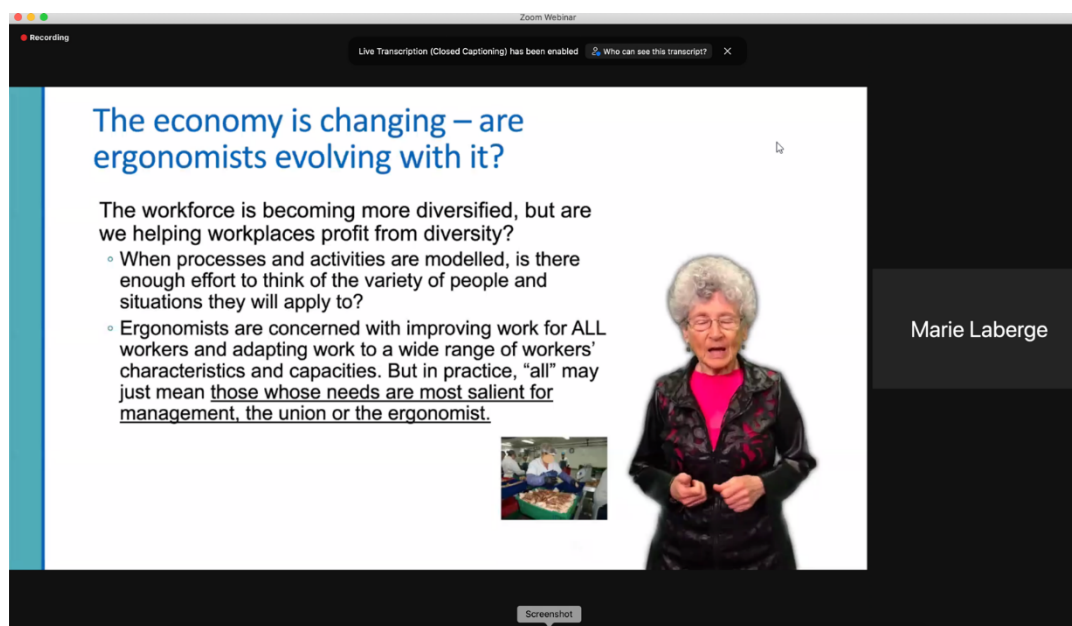 Zoom Webinar
Recording
Live Transcription (Closed Captioning) has been enabled Who can see this transcript?
The economy is changing – are
ergonomists evolving with it?
The workforce is becoming more diversified, but are
we helping workplaces profit from diversity?
◦ When processes and activities are modelled, is there
enough effort to think of the variety of people and
situations they will apply to?
◦ Ergonomists are concerned with improving work for ALL
workers and adapting work to a wide range of workers’
characteristics and capacities. But in practice, “all” may
just mean those whose needs are most salient for
management, the union or the ergonomist.
Marie Laberge
Screenshot